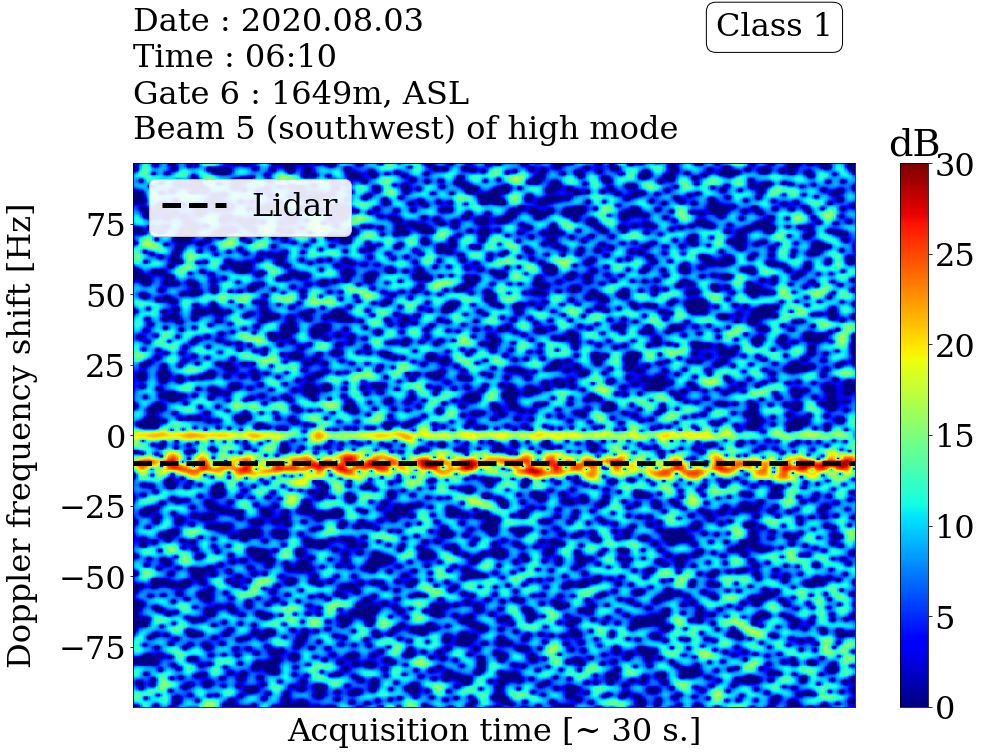 Date : 2020.08.03
Time : 06:10
Gate 6 : 1649m, ASL
Beam 5 (southwest) of high mode
Class 1
dB
Lidar
Doppler frequency shift [Hz]
75
50
25
0
−25
−50
−75
30
25
20
15
10
5
0
Acquisition time [~ 30 s.]